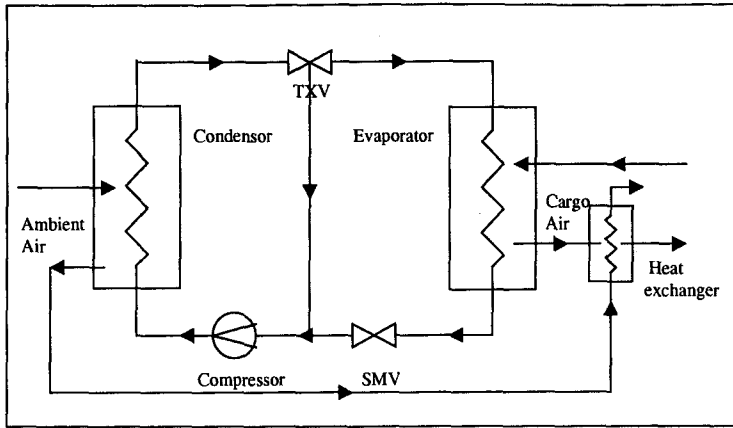 TXV
Condensor
Evaporator
Ambient
Air
Cargo
Air
Heat
exchanger
Compressor
SMV